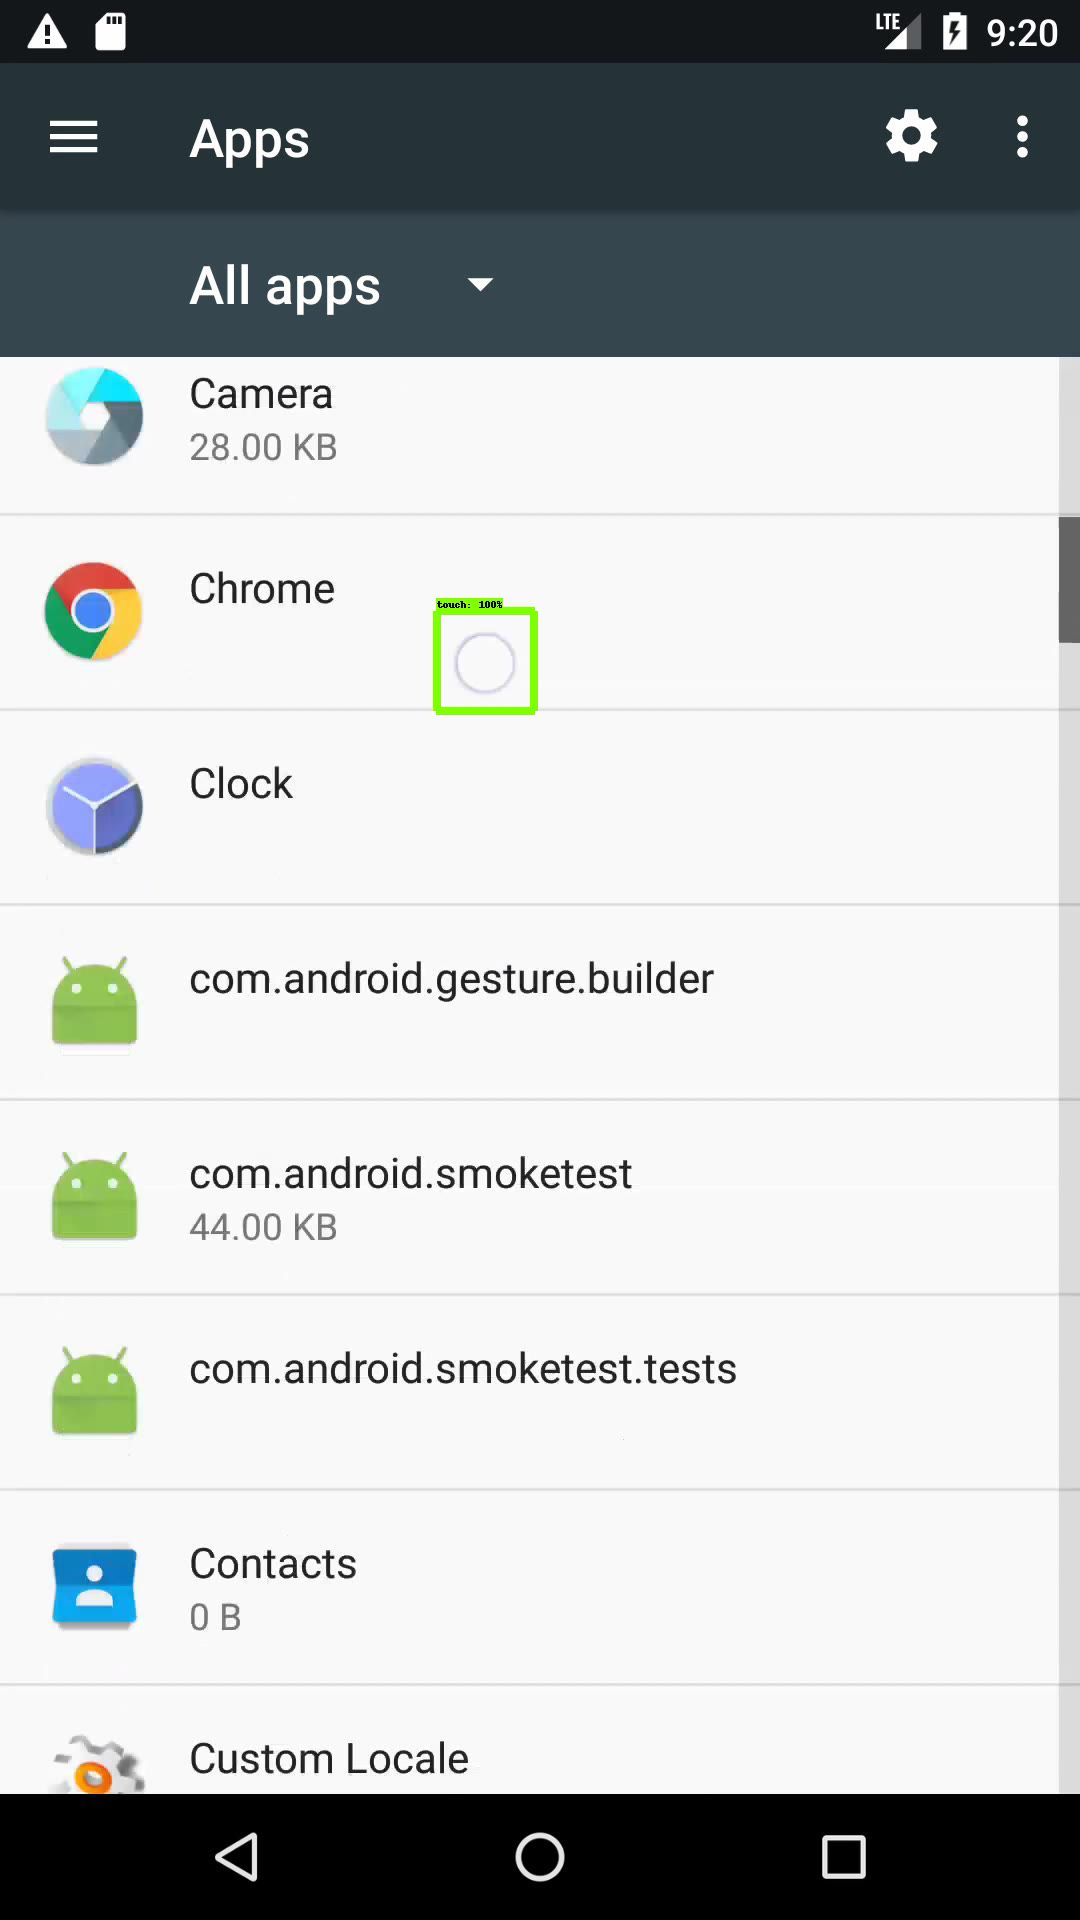 LTE 9:20
Apps
All apps
Camera
28.00 KB
Chrome
touch: 100%
Clock
com.android.gesture.builder
com.android.smoketest
44.00 KB
com.android.smoketest.tests
Contacts
0 B
Custom Locale